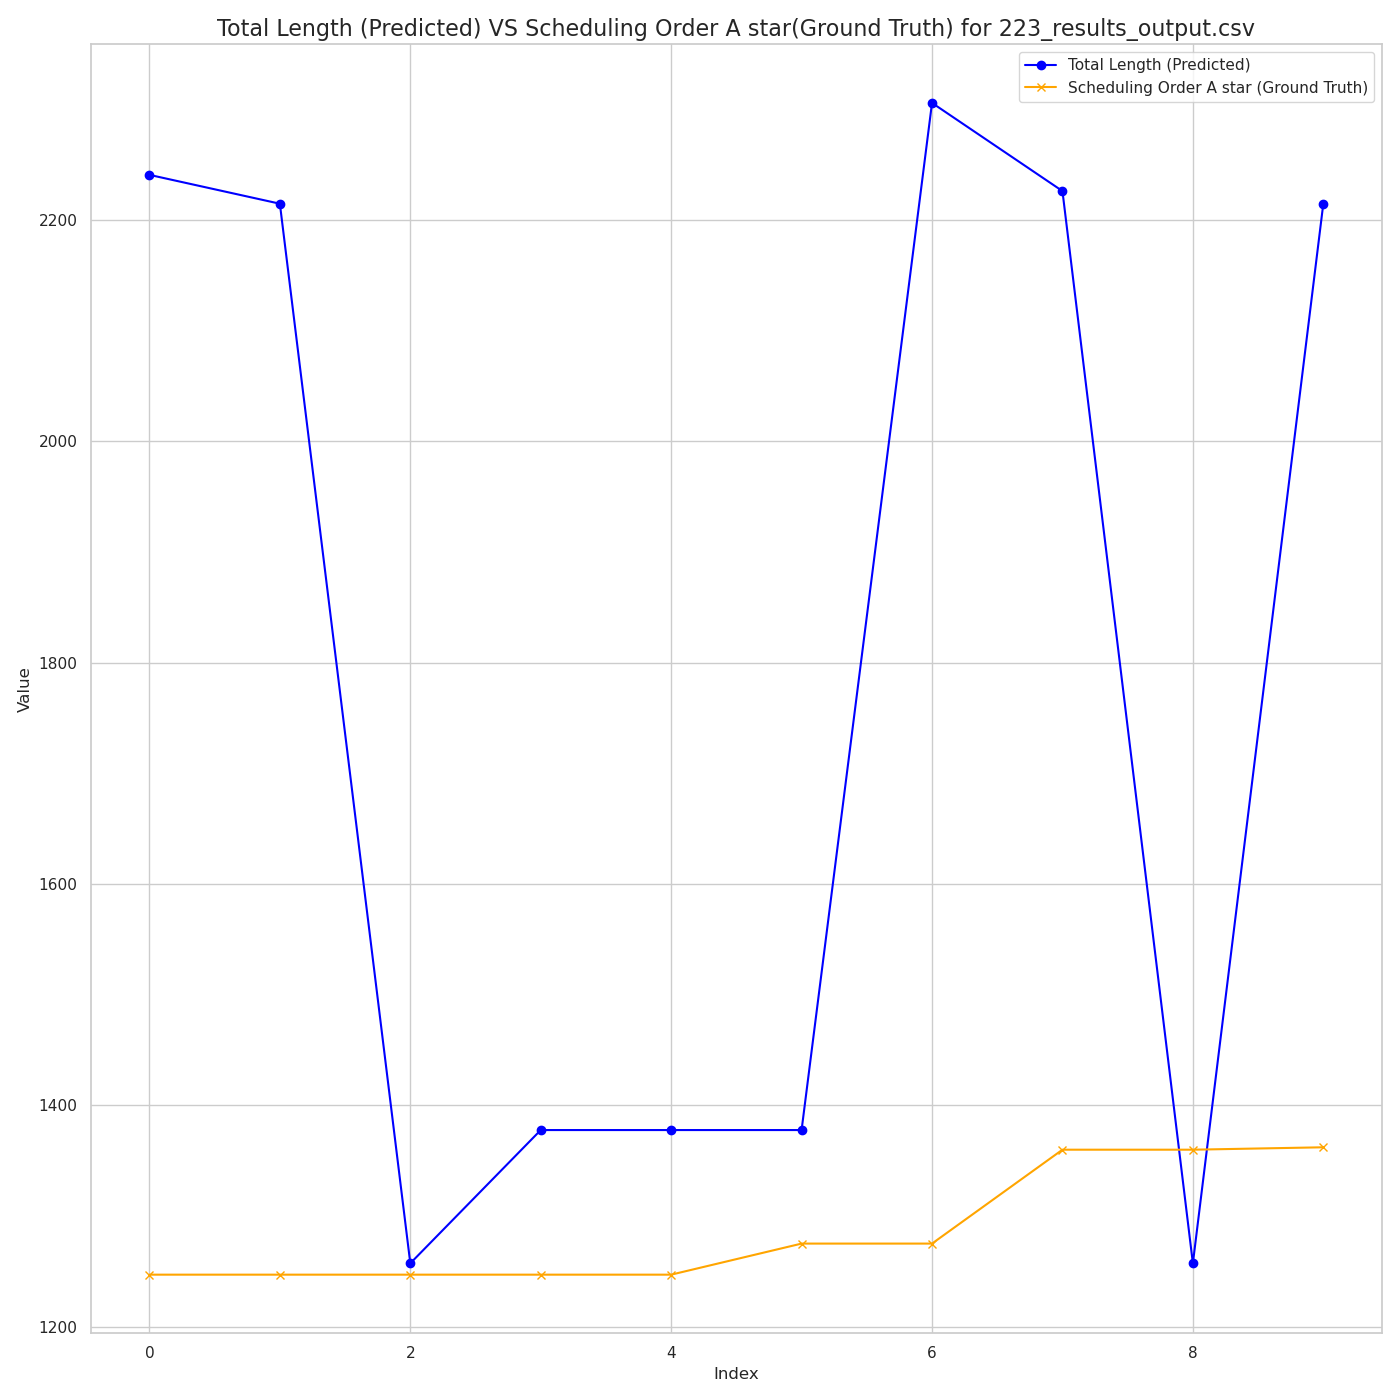 Total Length (Predicted) VS Scheduling Order A star(Ground Truth) for 223_results_output.csv
Total Length (Predicted)
Scheduling Order A star (Ground Truth)
2200
2000
1800
1600
1400
1200
Value
0 2 4 6 8
Index